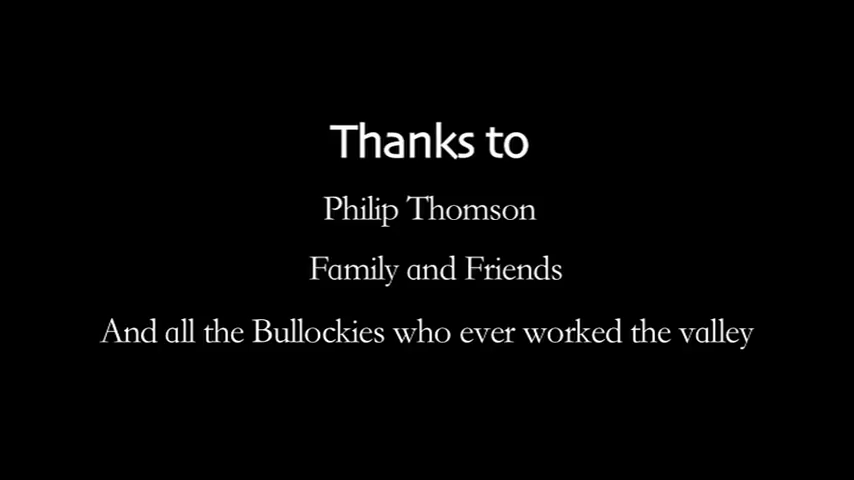 Thanks to
Philip Thomson
Family and Friends
And all the Bullockies who ever worked the valley